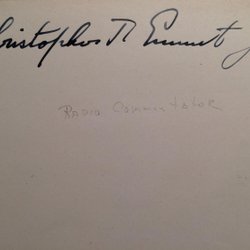 ristopher T. Emmet J
RADIO COMMENTATOR